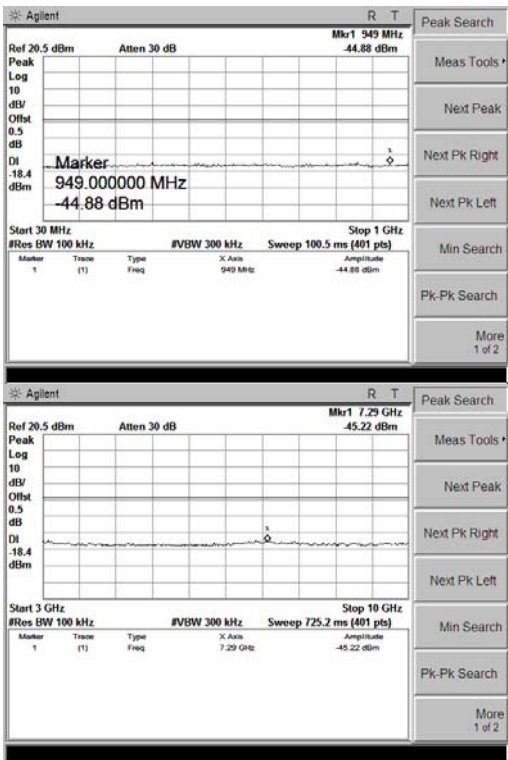 Agilent R T
Peak Search
Mkr1 949 MHz
Ref 20.5 dBm Atten 30 dB -44.88 dBm
Peak
Log
10
dB/
Offst
0.5
dB
DI
-18.4
dBm
Marker
949.000000 MHz
-44.88 dBm
1
Start 30 MHz Stop 1 GHz
#Res BW 100 kHz #VBW 300 kHz Sweep 100.5 ms (401 pts)
Marker Trace Type X Axis Amplitude
1 (1) Freq 949 MHz -44.88 dBm
Meas Tools
Next Peak
Next Pk Right
Next Pk Left
Min Search
Pk-Pk Search
More
1 of 2
Agilent R T
Peak Search
Mkr1 7.29 GHz
Ref 20.5 dBm Atten 30 dB -45.22 dBm
Peak
Log
10
dB/
Offst
0.5
dB
DI
-18.4
dBm
1
Start 3 GHz Stop 10 GHz
#Res BW 100 kHz #VBW 300 kHz Sweep 725.2 ms (401 pts)
Marker Trace Type X Axis Amplitude
1 (1) Freq 7.29 GHz -45.22 dBm
Meas Tools
Next Peak
Next Pk Right
Next Pk Left
Min Search
Pk-Pk Search
More
1 of 2